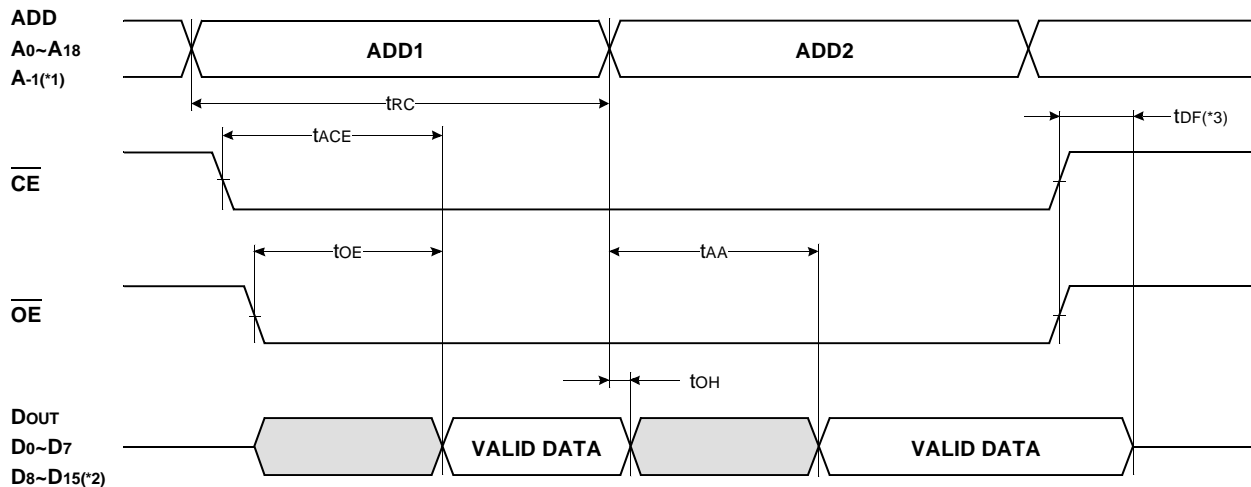 ADD
A0~A18
A-1(*1)
ADD1
ADD2
tRC
tACE
tDF(*3)
CE
tOE
tAA
OE
tOH
DOUT
D0~D7
D8~D15(*2)
VALID DATA
VALID DATA